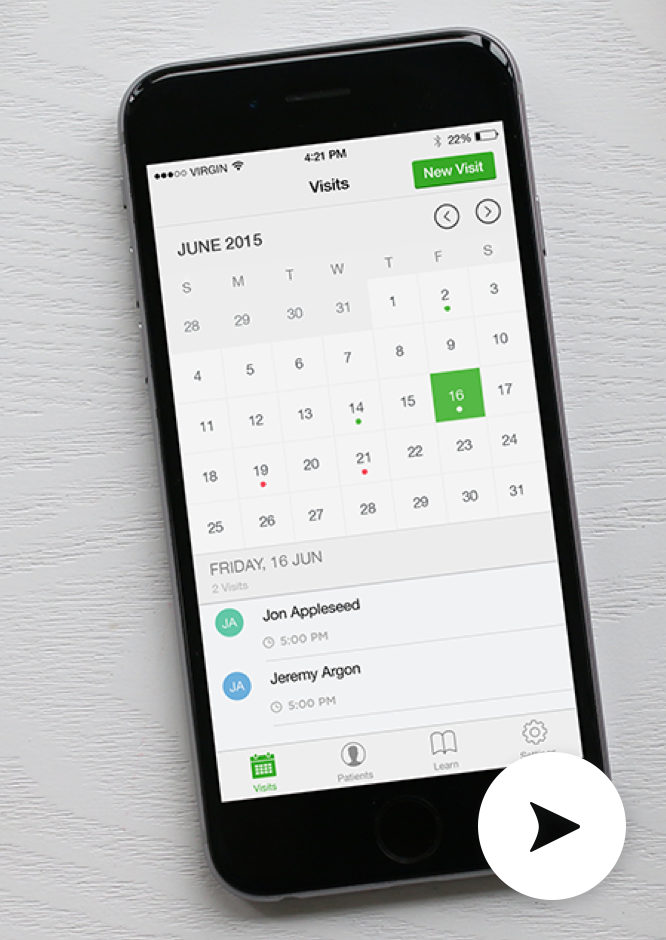 VIRGIN 4:21 PM 22%
Visits New Visit
JUNE 2015
S M T W T F S
28 29 30 31 1 2 3
4 5 6 7 8 9 10
11 12 13 14 15 16 17
18 19 20 21 22 23 24
25 26 27 28 29 30 31
FRIDAY, 16 JUN
2 Visits
JA Jon Appleseed
5:00 PM
JA Jeremy Argon
5:00 PM
Visits Patients Learn